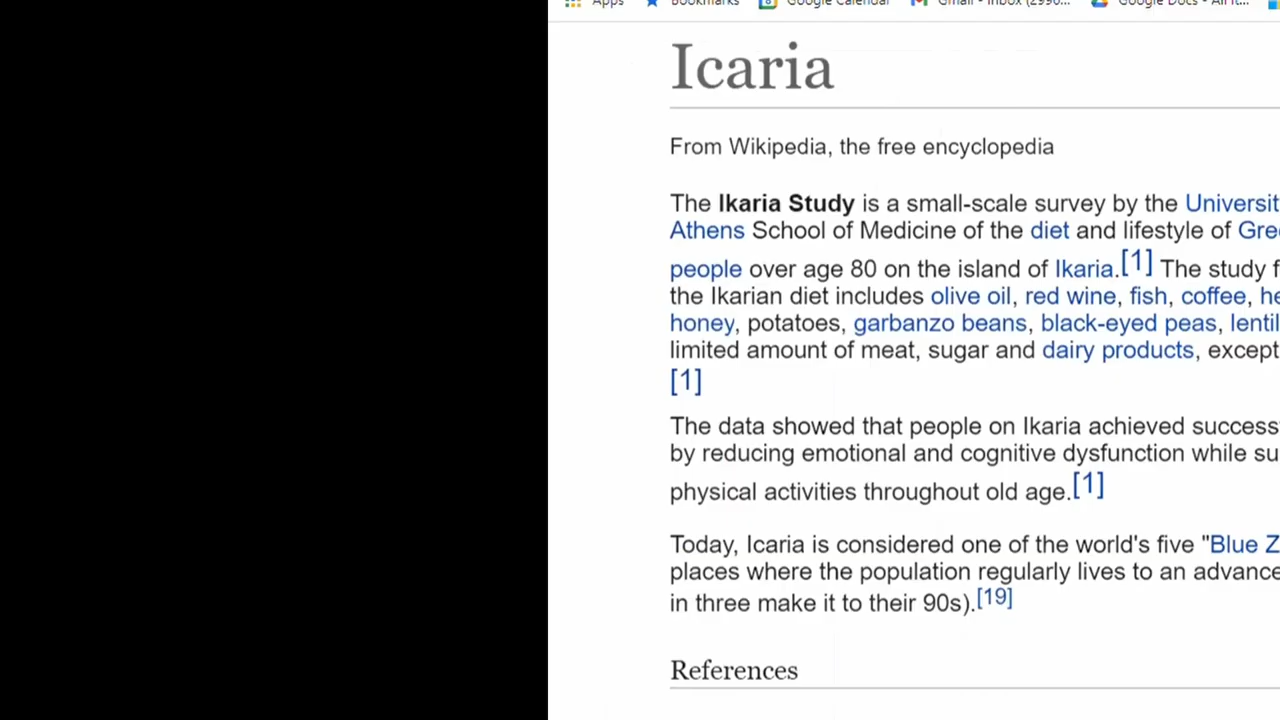 Apps Bookmarks Google Calendar Gmail - Inbox (2990... Google Docs - All it...
Icaria
From Wikipedia, the free encyclopedia
The Ikaria Study is a small-scale survey by the Universit
Athens School of Medicine of the diet and lifestyle of Gre
people over age 80 on the island of Ikaria.[1] The study f
the Ikarian diet includes olive oil, red wine, fish, coffee, he
honey, potatoes, garbanzo beans, black-eyed peas, lentil
limited amount of meat, sugar and dairy products, except
[1]
The data showed that people on Ikaria achieved success
by reducing emotional and cognitive dysfunction while su
physical activities throughout old age.[1]
Today, Icaria is considered one of the world's five "Blue Z
places where the population regularly lives to an advance
in three make it to their 90s).[19]
References